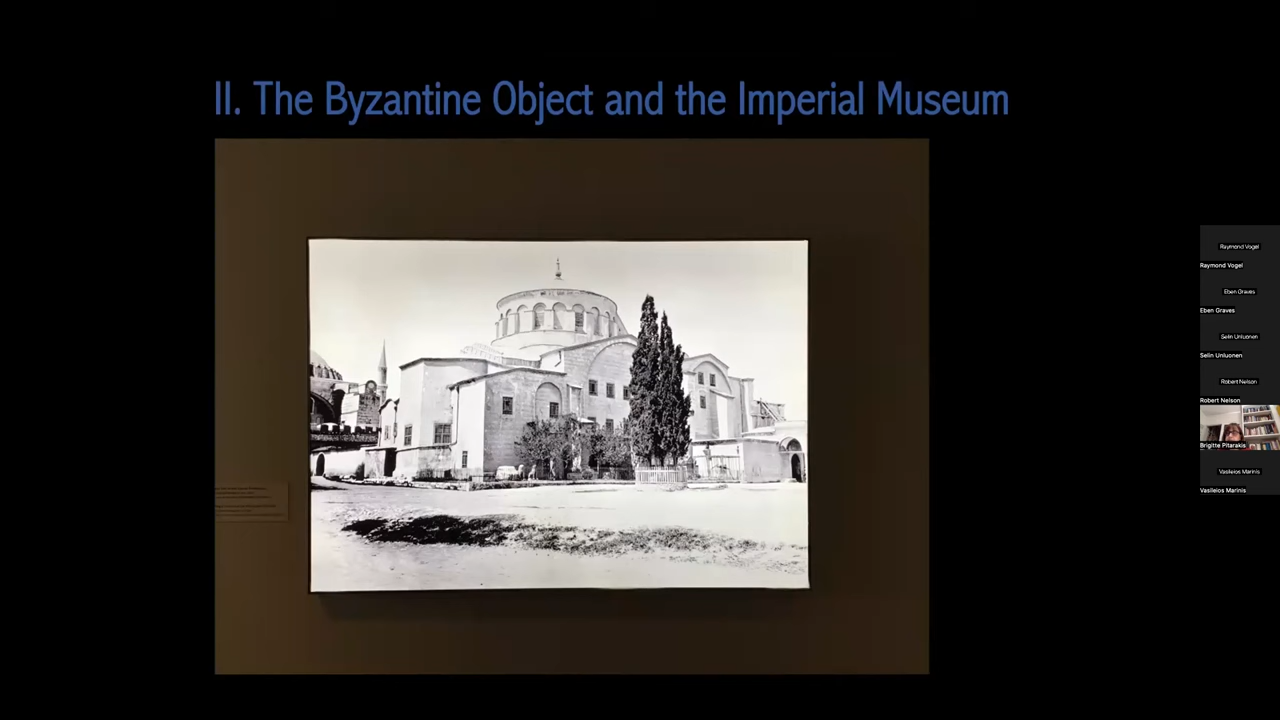 II. The Byzantine Object and the Imperial Museum
Raymond Vogel
Raymond Vogel
Eben Graves
Eben Graves
Selin Unluonen
Selin Unluonen
Robert Nelson
Robert Nelson
Brigitte Pitarakis
Vasileios Marinis
Vasileios Marinis